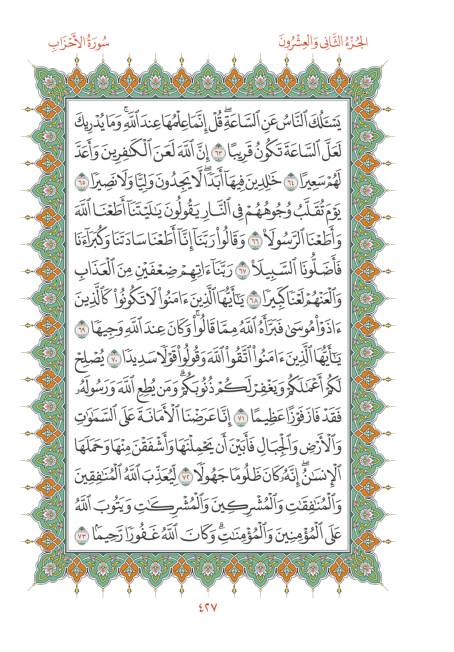 الجُزْءُ الثَّانِي وَالعِشْرُونَ
سُورَةُ الأَحْزَاب
يَسْـَٔلُكَ ٱلنَّاسُ عَنِ ٱلسَّاعَةِۖ قُلْ إِنَّمَا عِلْمُهَا عِندَ ٱللَّهِۚ وَمَا يُدْرِيكَ
لَعَلَّ ٱلسَّاعَةَ تَكُونُ قَرِيبًا ٦٣ إِنَّ ٱللَّهَ لَعَنَ ٱلْكَٰفِرِينَ وَأَعَدَّ
لَهُمْ سَعِيرًا ٦٤ خَٰلِدِينَ فِيهَآ أَبَدًاۖ لَّا يَجِدُونَ وَلِيًّا وَلَا نَصِيرًا ٦٥
يَوْمَ تُقَلَّبُ وُجُوهُهُمْ فِى ٱلنَّارِ يَقُولُونَ يَٰلَيْتَنَآ أَطَعْنَا ٱللَّهَ
وَأَطَعْنَا ٱلرَّسُولَا۠ ٦٦ وَقَالُوا۟ رَبَّنَآ إِنَّآ أَطَعْنَا سَادَتَنَا وَكُبَرَآءَنَا
فَأَضَلُّونَا ٱلسَّبِيلَا۠ ٦٧ رَبَّنَآ ءَاتِهِمْ ضِعْفَيْنِ مِنَ ٱلْعَذَابِ
وَٱلْعَنْهُمْ لَعْنًا كَبِيرًا ٦٨ يَٰٓأَيُّهَا ٱلَّذِينَ ءَامَنُوا۟ لَا تَكُونُوا۟ كَٱلَّذِينَ
ءَاذَوْا۟ مُوسَىٰ فَبَرَّأَهُ ٱللَّهُ مِمَّا قَالُوا۟ۚ وَكَانَ عِندَ ٱللَّهِ وَجِيهًا ٦٩
يَٰٓأَيُّهَا ٱلَّذِينَ ءَامَنُوا۟ ٱتَّقُوا۟ ٱللَّهَ وَقُولُوا۟ قَوْلًا سَدِيدًا ٧٠ يُصْلِحْ
لَكُمْ أَعْمَٰلَكُمْ وَيَغْفِرْ لَكُمْ ذُنُوبَكُمْۗ وَمَن يُطِعِ ٱللَّهَ وَرَسُولَهُۥ
فَقَدْ فَازَ فَوْزًا عَظِيمًا ٧١ إِنَّا عَرَضْنَا ٱلْأَمَانَةَ عَلَى ٱلسَّمَٰوَٰتِ
وَٱلْأَرْضِ وَٱلْجِبَالِ فَأَبَيْنَ أَن يَحْمِلْنَهَا وَأَشْفَقْنَ مِنْهَا وَحَمَلَهَا
ٱلْإِنسَٰنُۖ إِنَّهُۥ كَانَ ظَلُومًا جَهُولًا ٧٢ لِّيُعَذِّبَ ٱللَّهُ ٱلْمُنَٰفِقِينَ
وَٱلْمُنَٰفِقَٰتِ وَٱلْمُشْرِكِينَ وَٱلْمُشْرِكَٰتِ وَيَتُوبَ ٱللَّهُ
عَلَى ٱلْمُؤْمِنِينَ وَٱلْمُؤْمِنَٰتِۗ وَكَانَ ٱللَّهُ غَفُورًا رَّحِيمًۢا ٧٣
٤٢٧